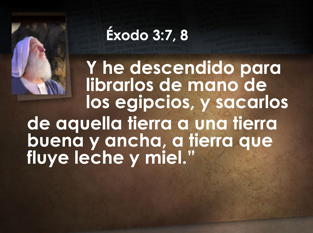 Éxodo 3:7, 8
Y he descendido para
librarlos de mano de
los egipcios, y sacarlos
de aquella tierra a una tierra
buena y ancha, a tierra que
fluye leche y miel.”